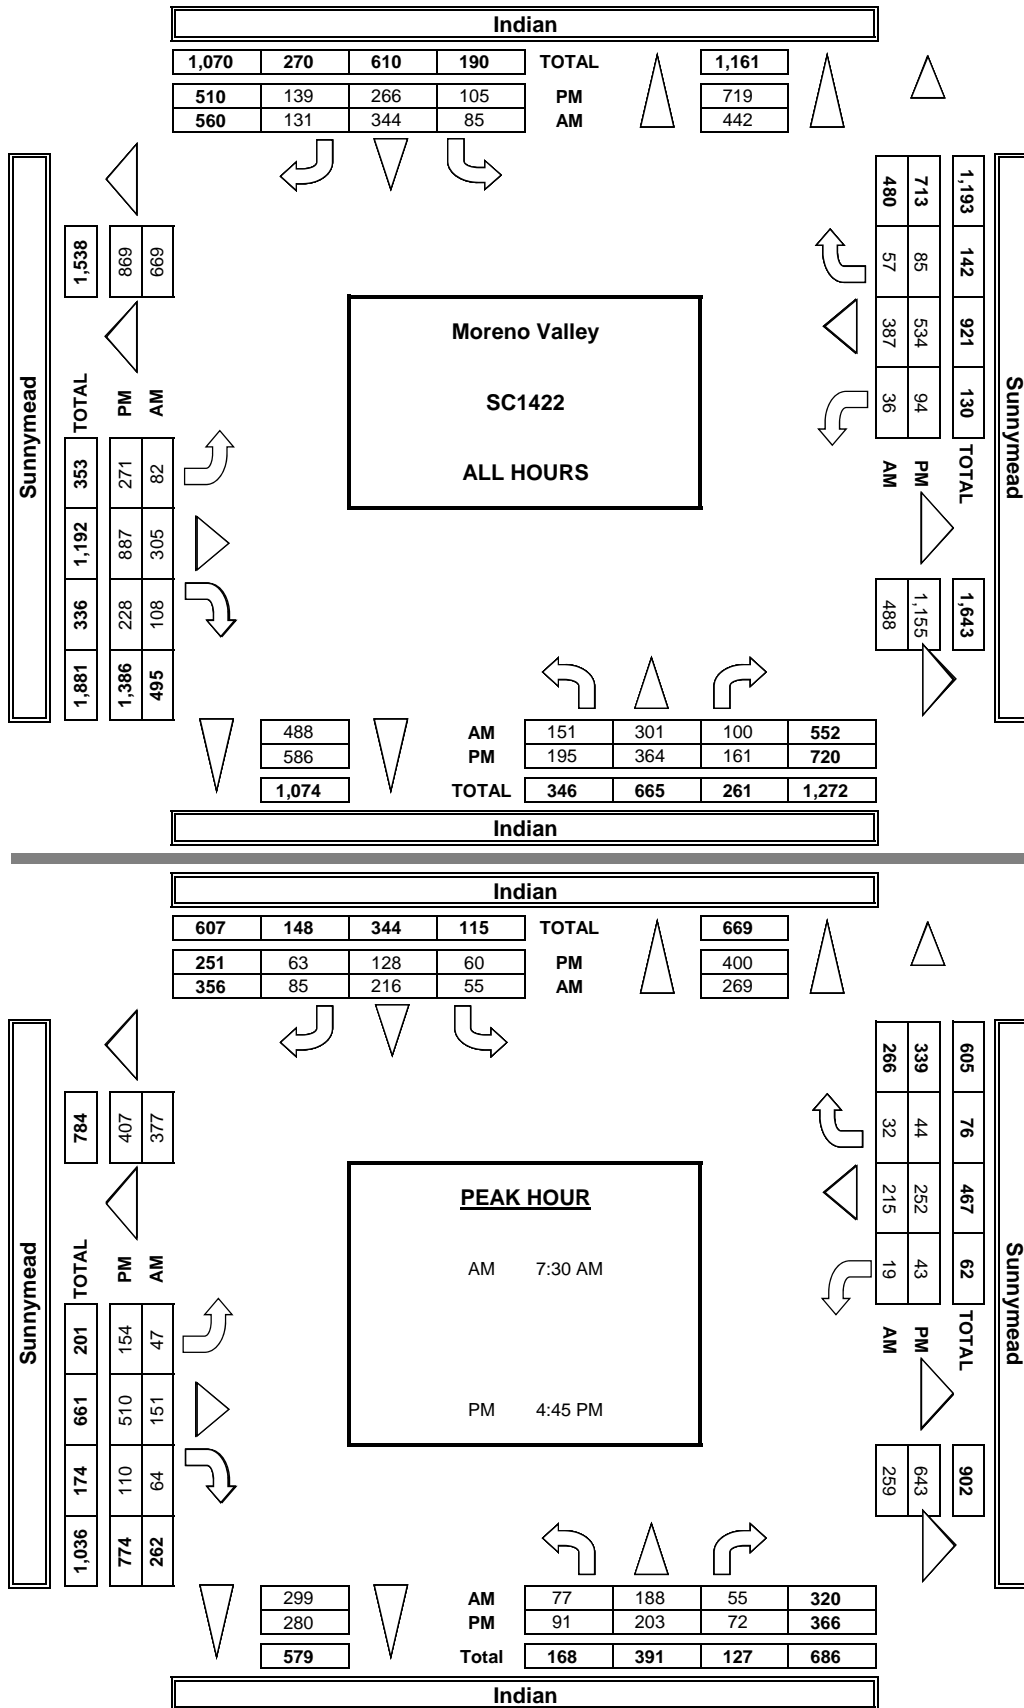 Indian
1,070 270 610 190 TOTAL 1,161
510 139 266 105 PM 719
560 131 344 85 AM 442
Sunnymead
1,538
869
669
TOTAL 353 1,192 336 1,881
PM 271 887 228 1,386
AM 82 305 108 495
Moreno Valley
SC1422
ALL HOURS
1,193 142 921 130 TOTAL 1,643
713 85 534 94 PM 1,155
480 57 387 36 AM 488
Sunnymead
488 AM 151 301 100 552
586 PM 195 364 161 720
1,074 TOTAL 346 665 261 1,272
Indian
Indian
607 148 344 115 TOTAL 669
251 63 128 60 PM 400
356 85 216 55 AM 269
Sunnymead
784
407
377
TOTAL 201 661 174 1,036
PM 154 510 110 774
AM 47 151 64 262
PEAK HOUR
AM 7:30 AM
PM 4:45 PM
605 76 467 62 TOTAL 902
339 44 252 43 PM 643
266 32 215 19 AM 259
Sunnymead
299 AM 77 188 55 320
280 PM 91 203 72 366
579 Total 168 391 127 686
Indian